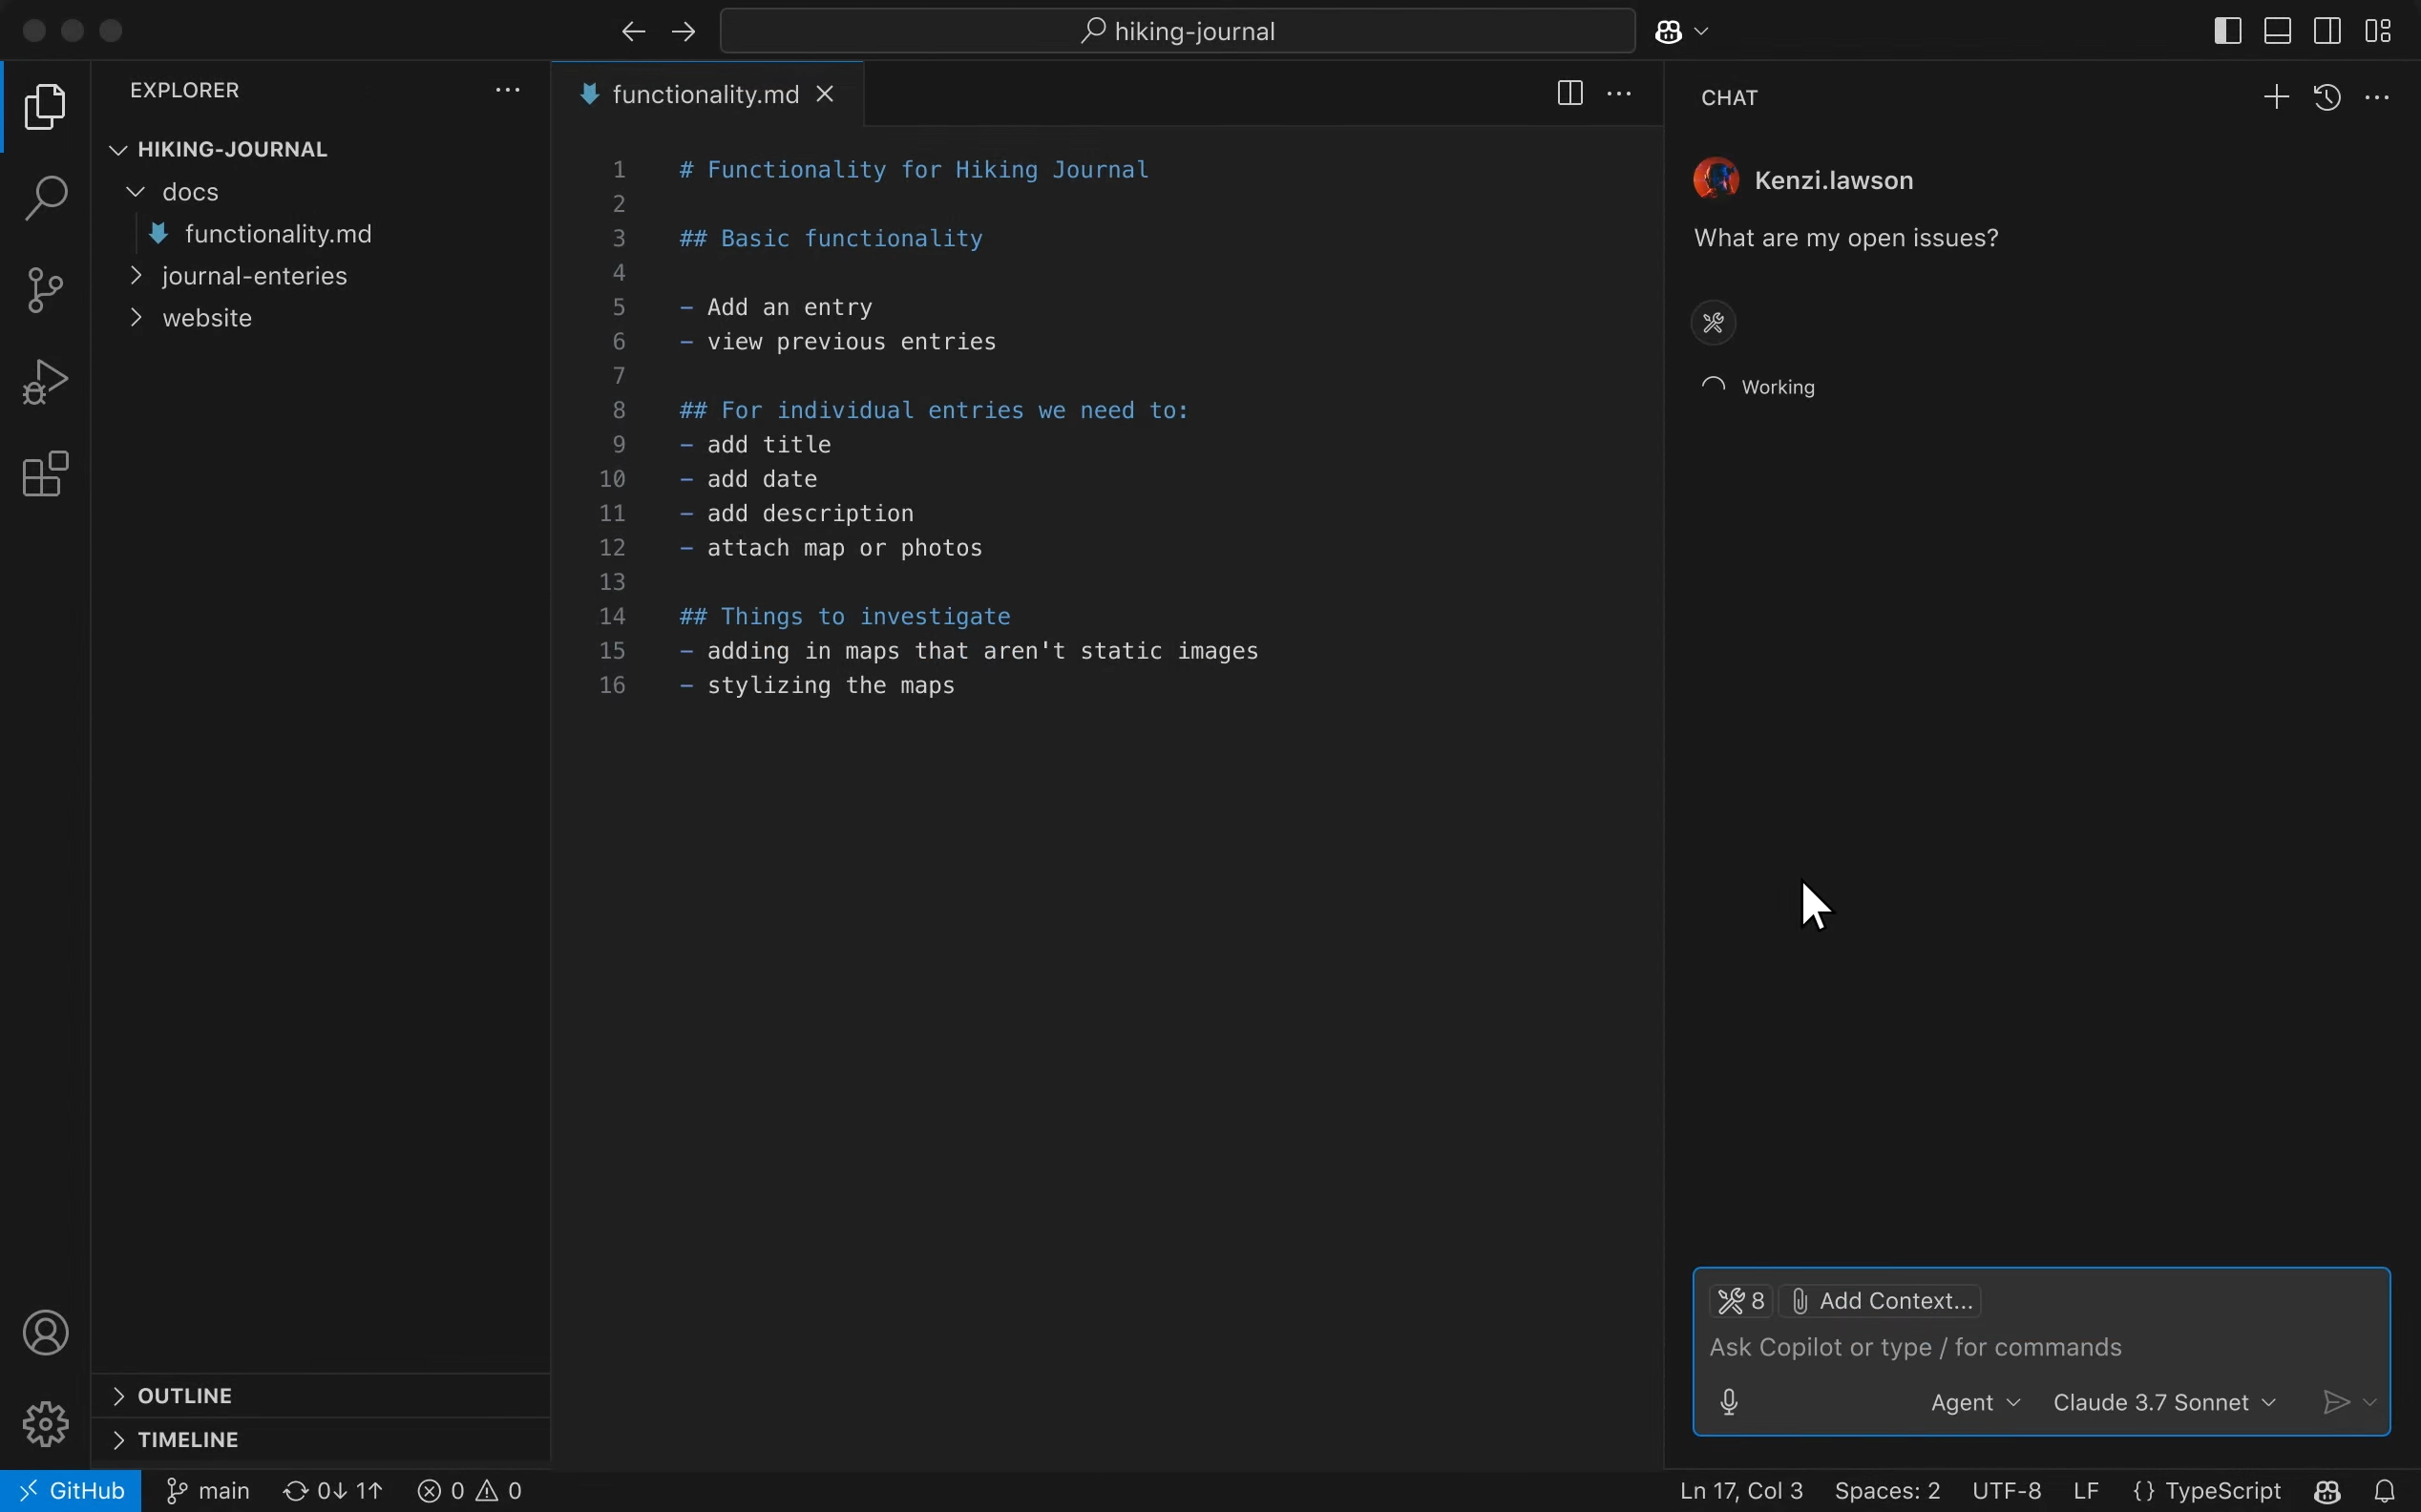 hiking-journal
EXPLORER
HIKING-JOURNAL
docs
functionality.md
journal-enteries
website
OUTLINE
TIMELINE
functionality.md
1 # Functionality for Hiking Journal
2
3 ## Basic functionality
4
5 - Add an entry
6 - view previous entries
7
8 ## For individual entries we need to:
9 - add title
10 - add date
11 - add description
12 - attach map or photos
13
14 ## Things to investigate
15 - adding in maps that aren't static images
16 - stylizing the maps
CHAT
Kenzi.lawson
What are my open issues?
Working
8 Add Context...
Ask Copilot or type / for commands
Agent Claude 3.7 Sonnet
GitHub main 0↓ 1↑ 0 0 Ln 17, Col 3 Spaces: 2 UTF-8 LF {} TypeScript